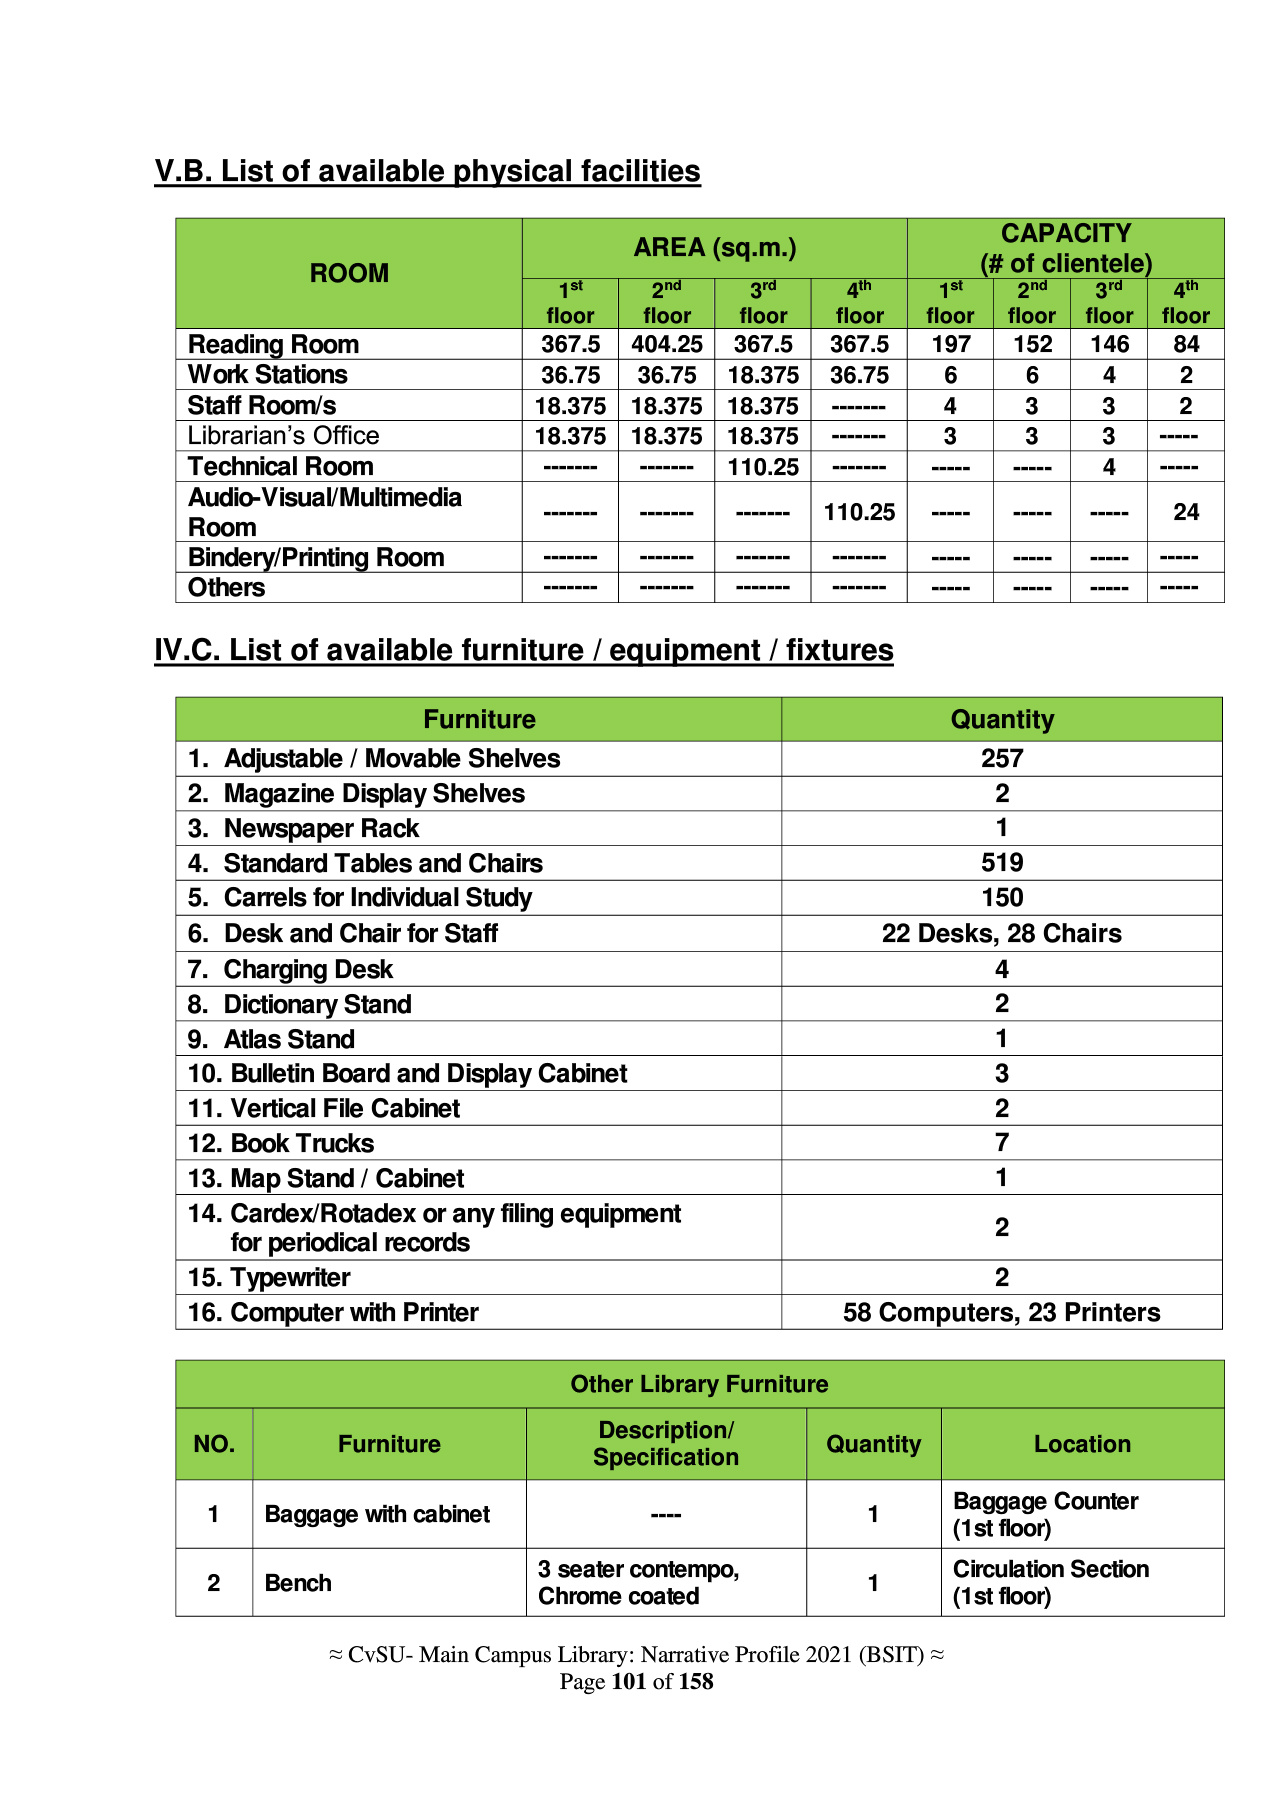 V.B. List of available physical facilities
ROOM AREA (sq.m.) CAPACITY (# of clientele)
1st floor 2nd floor 3rd floor 4th floor 1st floor 2nd floor 3rd floor 4th floor
Reading Room 367.5 404.25 367.5 367.5 197 152 146 84
Work Stations 36.75 36.75 18.375 36.75 6 6 4 2
Staff Room/s 18.375 18.375 18.375 ------- 4 3 3 2
Librarian’s Office 18.375 18.375 18.375 ------- 3 3 3 -----
Technical Room ------- ------- 110.25 ------- ----- ----- 4 -----
Audio-Visual/Multimedia
Room ------- ------- ------- 110.25 ----- ----- ----- 24
Bindery/Printing Room ------- ------- ------- ------- ----- ----- ----- -----
Others ------- ------- ------- ------- ----- ----- ----- -----
IV.C. List of available furniture / equipment / fixtures
Furniture Quantity
1. Adjustable / Movable Shelves 257
2. Magazine Display Shelves 2
3. Newspaper Rack 1
4. Standard Tables and Chairs 519
5. Carrels for Individual Study 150
6. Desk and Chair for Staff 22 Desks, 28 Chairs
7. Charging Desk 4
8. Dictionary Stand 2
9. Atlas Stand 1
10. Bulletin Board and Display Cabinet 3
11. Vertical File Cabinet 2
12. Book Trucks 7
13. Map Stand / Cabinet 1
14. Cardex/Rotadex or any filing equipment
for periodical records 2
15. Typewriter 2
16. Computer with Printer 58 Computers, 23 Printers
Other Library Furniture
NO. Furniture Description/ Specification Quantity Location
1 Baggage with cabinet ---- 1 Baggage Counter
(1st floor)
2 Bench 3 seater contempo, Chrome coated 1 Circulation Section
(1st floor)
≈ CvSU- Main Campus Library: Narrative Profile 2021 (BSIT) ≈
Page 101 of 158